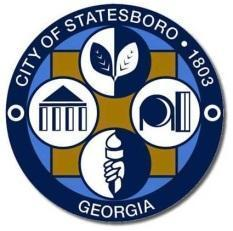 CITY OF STATESBORO • 1803
GEORGIA